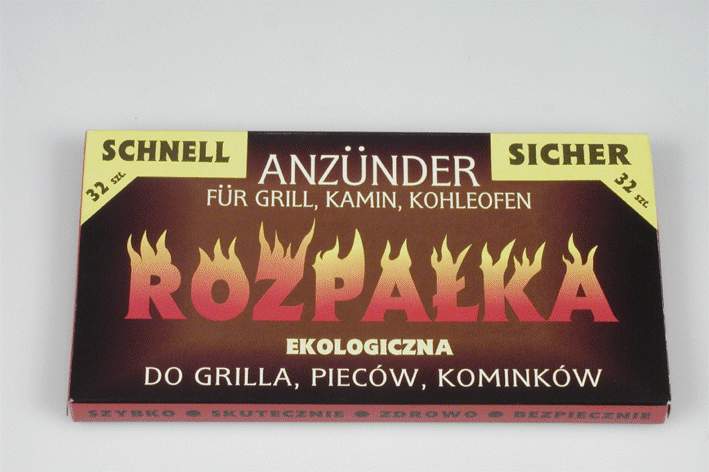 SCHNELL
32 szt.
ANZÜNDER
SICHER
32 szt.
FÜR GRILL, KAMIN, KOHLEOFEN
ROZPAŁKA
EKOLOGICZNA
DO GRILLA, PIECÓW, KOMINKÓW
SZYBKO ● SKUTECZNIE ● ZDROWO ● BEZPIECZNIE